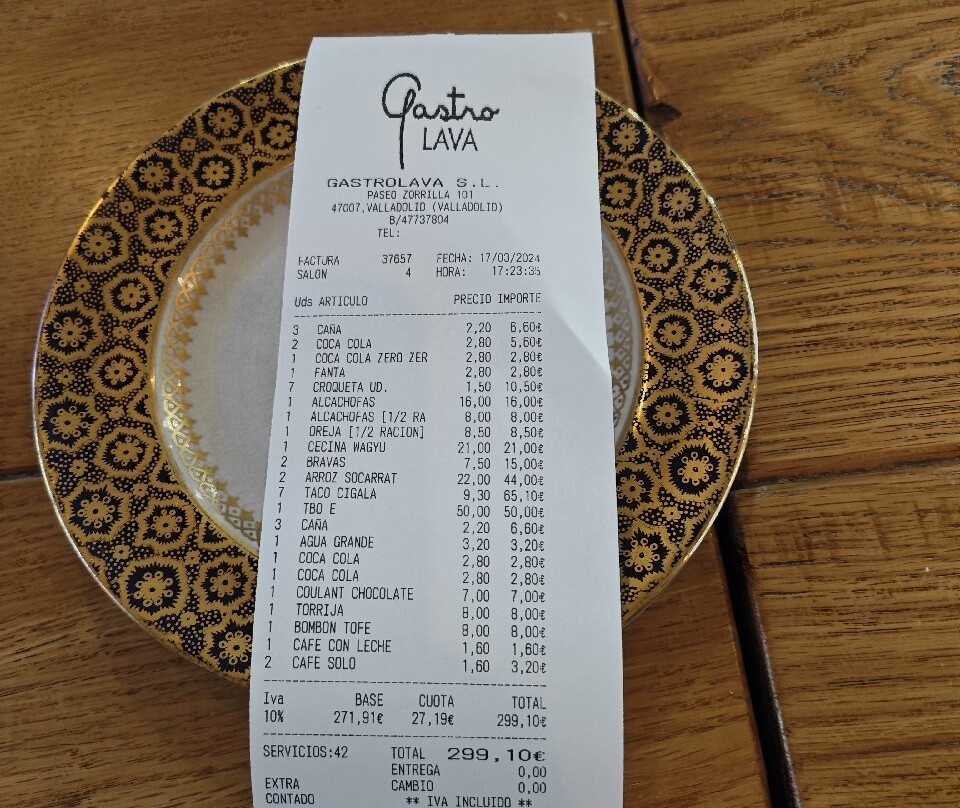 Gastro
LAVA
GASTROLAVA S.L.
PASEO ZORRILLA 101
47007,VALLADOLID (VALLADOLID)
B/47737804
TEL:
FACTURA 37657 FECHA: 17/03/2024
SALON 4 HORA: 17:23:35
Uds ARTICULO PRECIO IMPORTE
3 CAÑA 2,20 6,60€
2 COCA COLA 2,80 5,60€
1 COCA COLA ZERO ZER 2,80 2,80€
1 FANTA 2,80 2,80€
7 CROQUETA UD. 1,50 10,50€
1 ALCACHOFAS 16,00 16,00€
1 ALCACHOFAS [1/2 RA 8,00 8,00€
1 OREJA [1/2 RACION] 8,50 8,50€
1 CECINA WAGYU 21,00 21,00€
2 BRAVAS 7,50 15,00€
2 ARROZ SOCARRAT 22,00 44,00€
7 TACO CIGALA 9,30 65,10€
1 TBO E 50,00 50,00€
3 CAÑA 2,20 6,60€
1 AGUA GRANDE 3,20 3,20€
1 COCA COLA 2,80 2,80€
1 COCA COLA 2,80 2,80€
1 COULANT CHOCOLATE 7,00 7,00€
1 TORRIJA 8,00 8,00€
1 BOMBON TOFE 8,00 8,00€
1 CAFE CON LECHE 1,60 1,60€
2 CAFE SOLO 1,60 3,20€
Iva BASE CUOTA TOTAL
10% 271,91€ 27,19€ 299,10€
SERVICIOS:42 TOTAL 299,10€
ENTREGA 0,00
EXTRA CAMBIO 0,00
CONTADO ** IVA INCLUIDO **